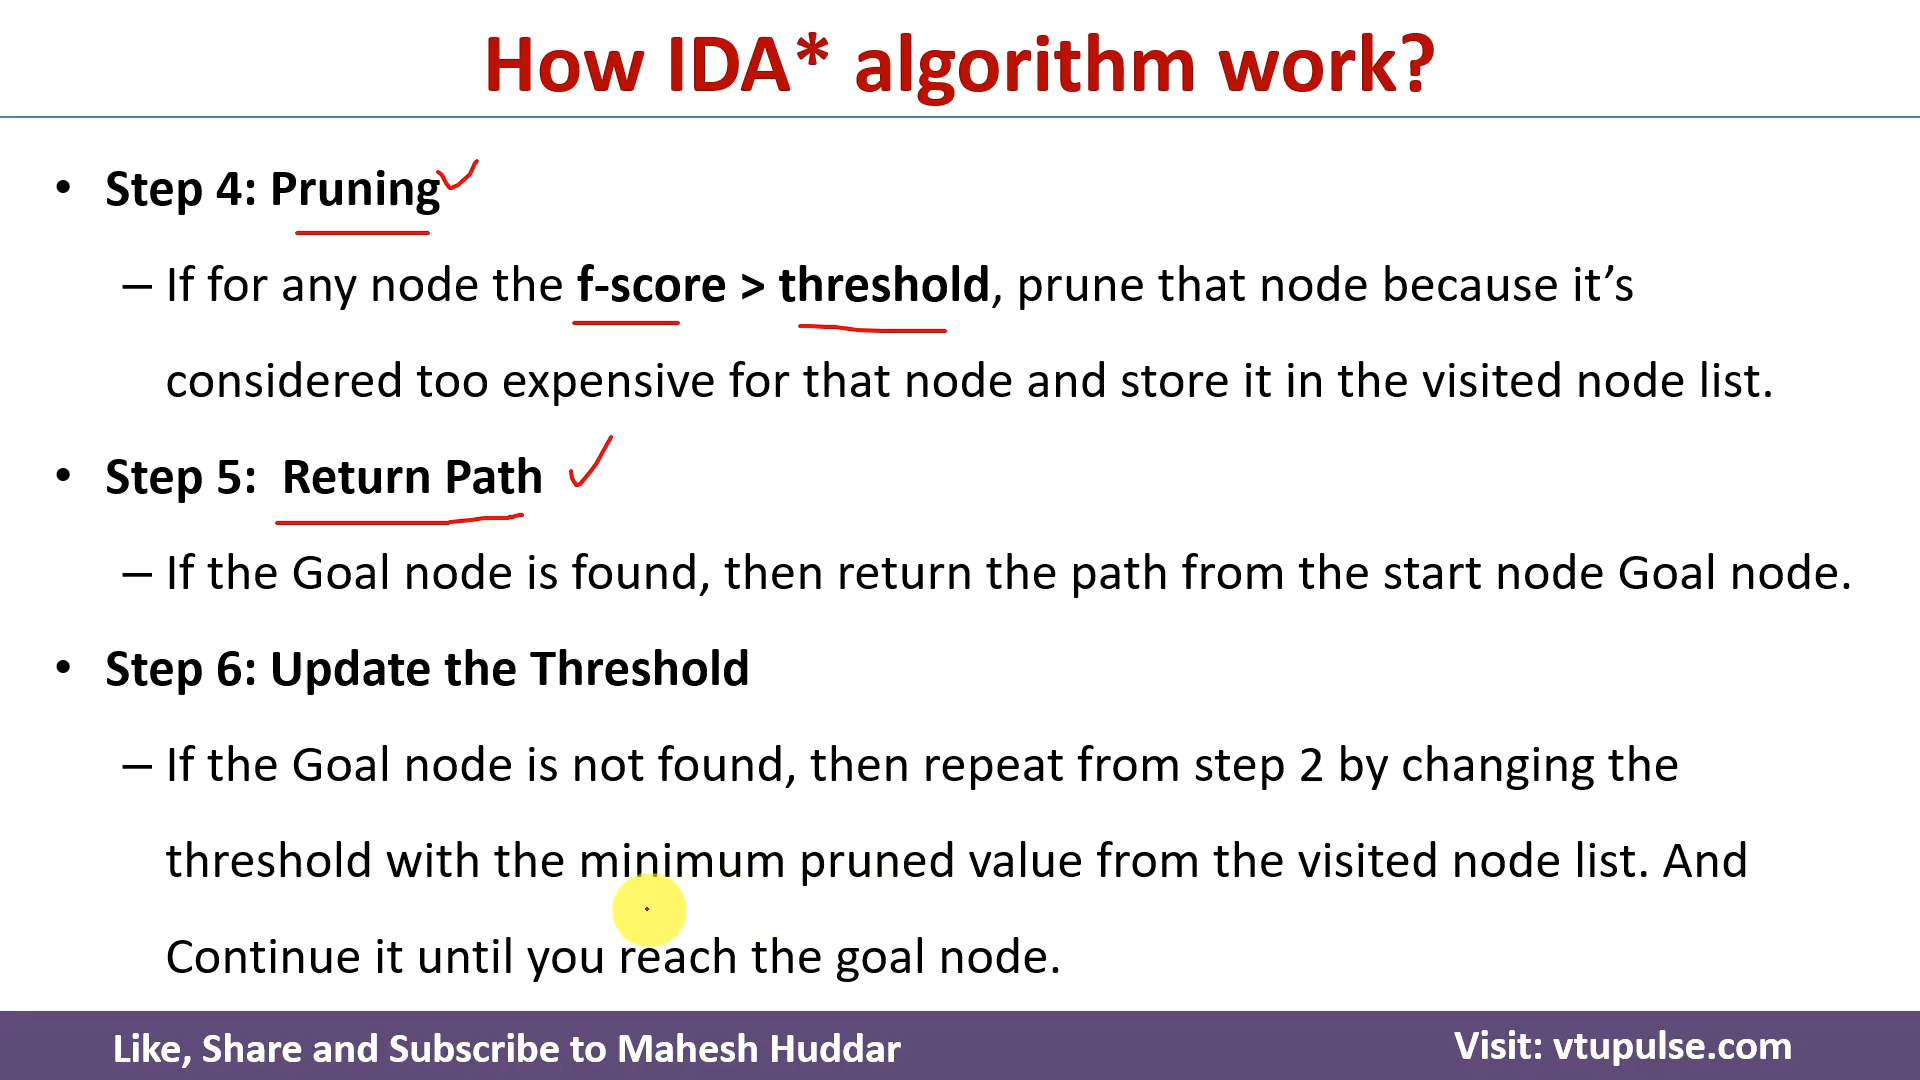 How IDA* algorithm work?
• Step 4: Pruning
– If for any node the f-score > threshold, prune that node because it’s
considered too expensive for that node and store it in the visited node list.
• Step 5: Return Path
– If the Goal node is found, then return the path from the start node Goal node.
• Step 6: Update the Threshold
– If the Goal node is not found, then repeat from step 2 by changing the
threshold with the minimum pruned value from the visited node list. And
Continue it until you reach the goal node.
Like, Share and Subscribe to Mahesh Huddar
Visit: vtupulse.com